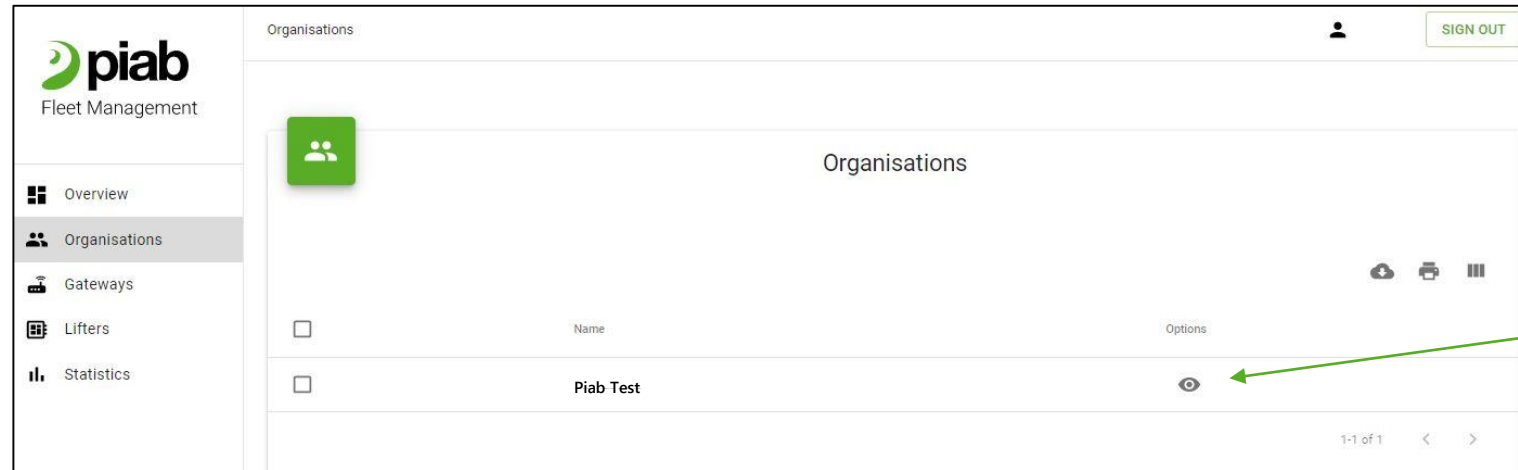 piab
Fleet Management
Overview
Organisations
Gateways
Lifters
Statistics
Organisations
SIGN OUT
Organisations
Name
Options
Piab Test
1-1 of 1